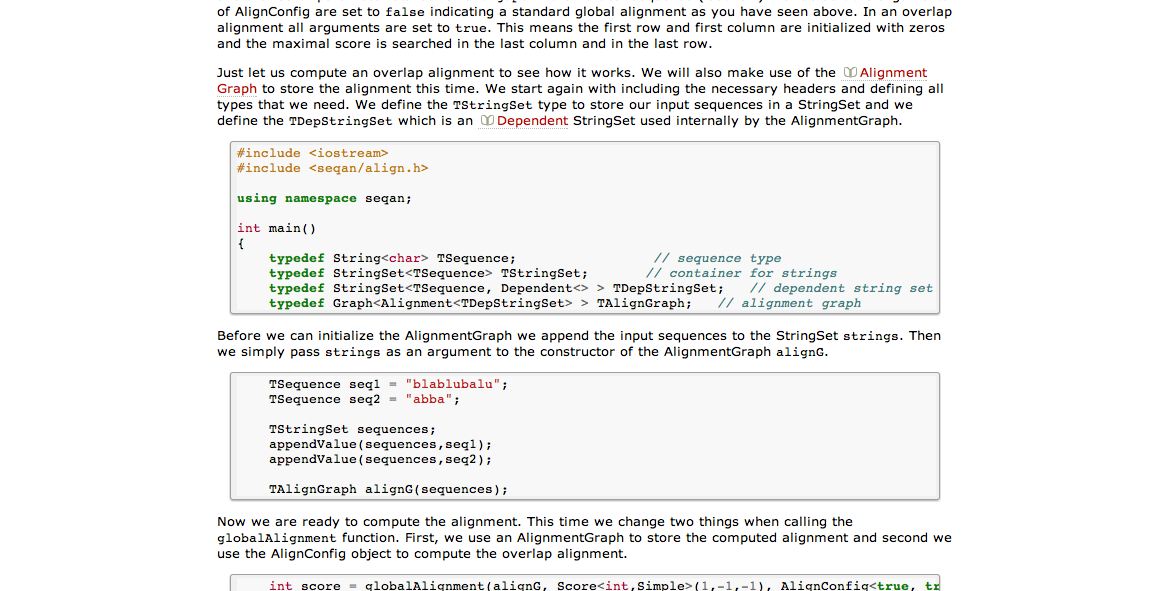 of AlignConfig are set to false indicating a standard global alignment as you have seen above. In an overlap
alignment all arguments are set to true. This means the first row and first column are initialized with zeros
and the maximal score is searched in the last column and in the last row.
Just let us compute an overlap alignment to see how it works. We will also make use of the Alignment
Graph to store the alignment this time. We start again with including the necessary headers and defining all
types that we need. We define the TStringSet type to store our input sequences in a StringSet and we
define the TDepStringSet which is an Dependent StringSet used internally by the AlignmentGraph.
#include <iostream>
#include <seqan/align.h>
using namespace seqan;
int main()
{
typedef String<char> TSequence; // sequence type
typedef StringSet<TSequence> TStringSet; // container for strings
typedef StringSet<TSequence, Dependent<> > TDepStringSet; // dependent string set
typedef Graph<Alignment<TDepStringSet> > TAlignGraph; // alignment graph
Before we can initialize the AlignmentGraph we append the input sequences to the StringSet strings. Then
we simply pass strings as an argument to the constructor of the AlignmentGraph alignG.
TSequence seq1 = "blablubalu";
TSequence seq2 = "abba";
TStringSet sequences;
appendValue(sequences,seq1);
appendValue(sequences,seq2);
TAlignGraph alignG(sequences);
Now we are ready to compute the alignment. This time we change two things when calling the
globalAlignment function. First, we use an AlignmentGraph to store the computed alignment and second we
use the AlignConfig object to compute the overlap alignment.
int score = globalAlignment(alignG, Score<int,Simple>(1,-1,-1), AlignConfig<true, tr